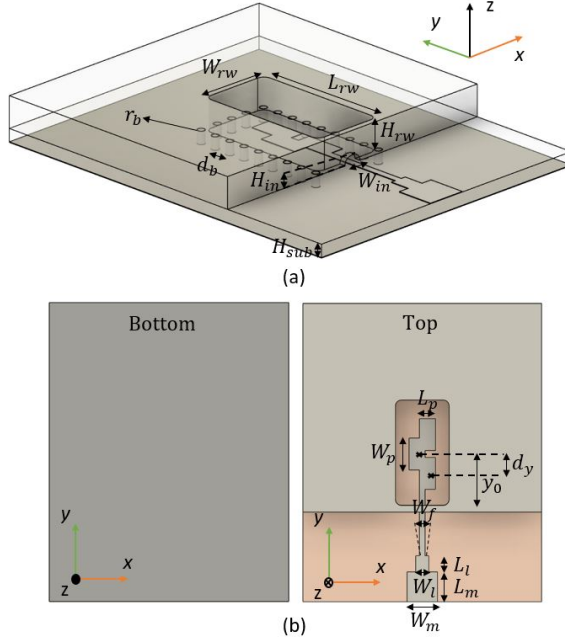 z
y
x
W_rw
L_rw
r_b
H_rw
d_b
H_in
W_in
H_sub
(a)
Bottom
Top
L_p
W_p
d_y
y_0
W_f
y
x
z
y
x
z
L_l
W_l
L_m
W_m
(b)